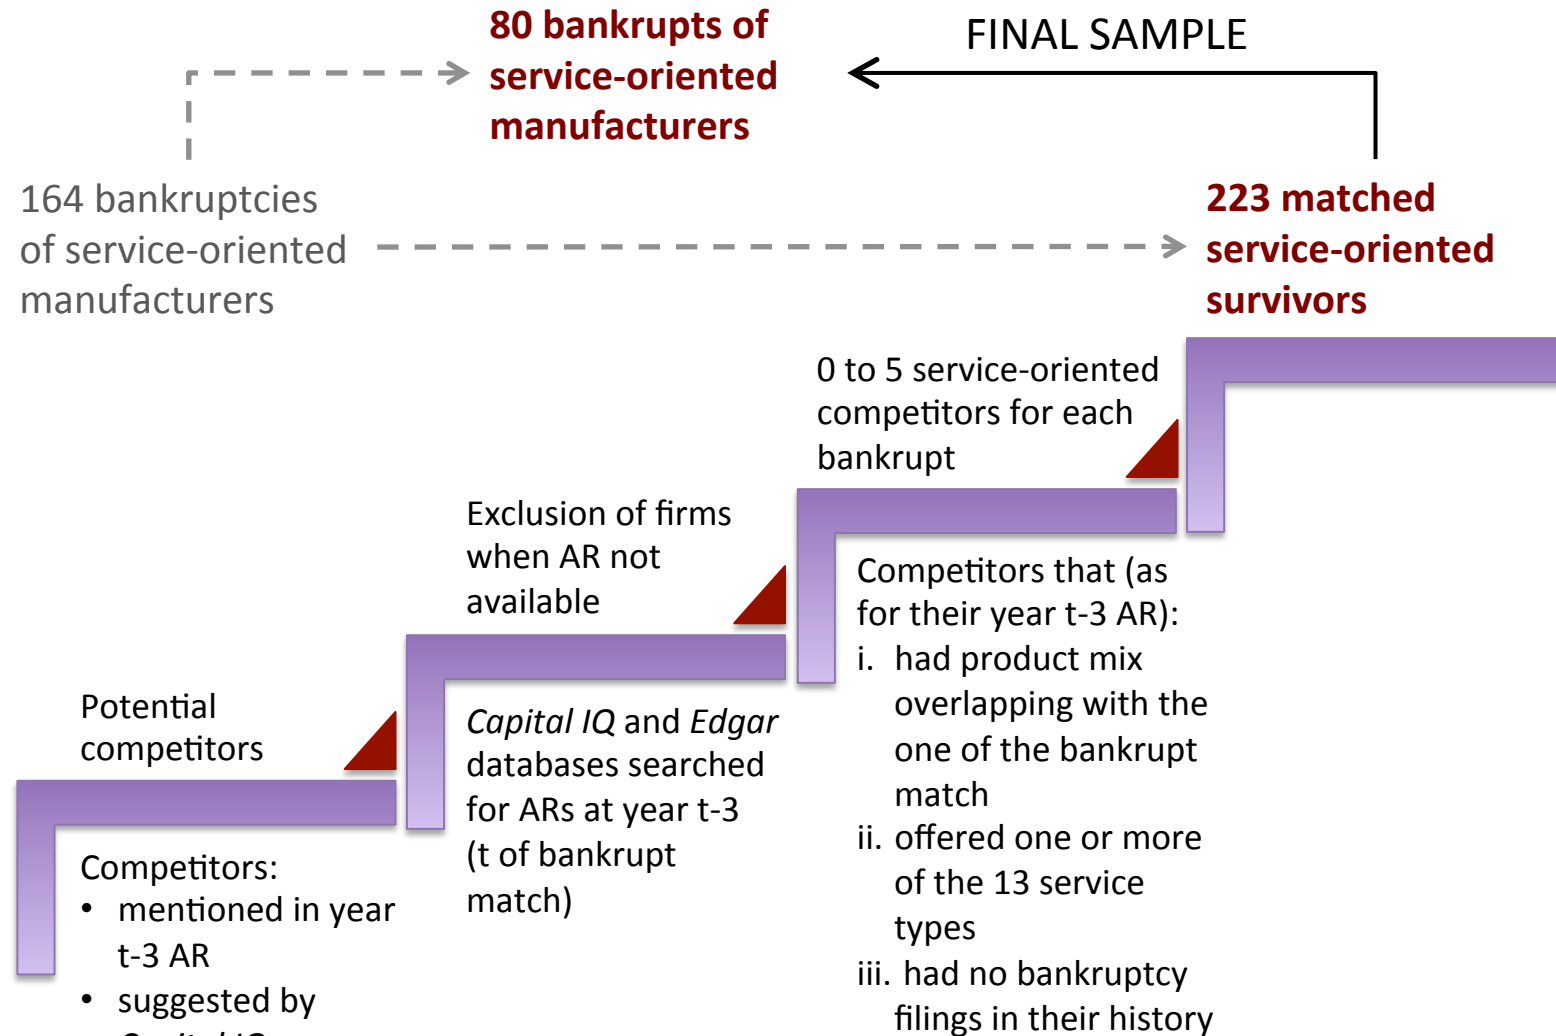 80 bankrupts of
service-oriented
manufacturers
FINAL SAMPLE
164 bankruptcies
of service-oriented
manufacturers
223 matched
service-oriented
survivors
0 to 5 service-oriented
competitors for each
bankrupt
Exclusion of firms
when AR not
available
Potential
competitors
Competitors:
• mentioned in year
t-3 AR
• suggested by
Capital IQ
Capital IQ and Edgar
databases searched
for ARs at year t-3
(t of bankrupt
match)
Competitors that (as
for their year t-3 AR):
i. had product mix
overlapping with the
one of the bankrupt
match
ii. offered one or more
of the 13 service
types
iii. had no bankruptcy
filings in their history